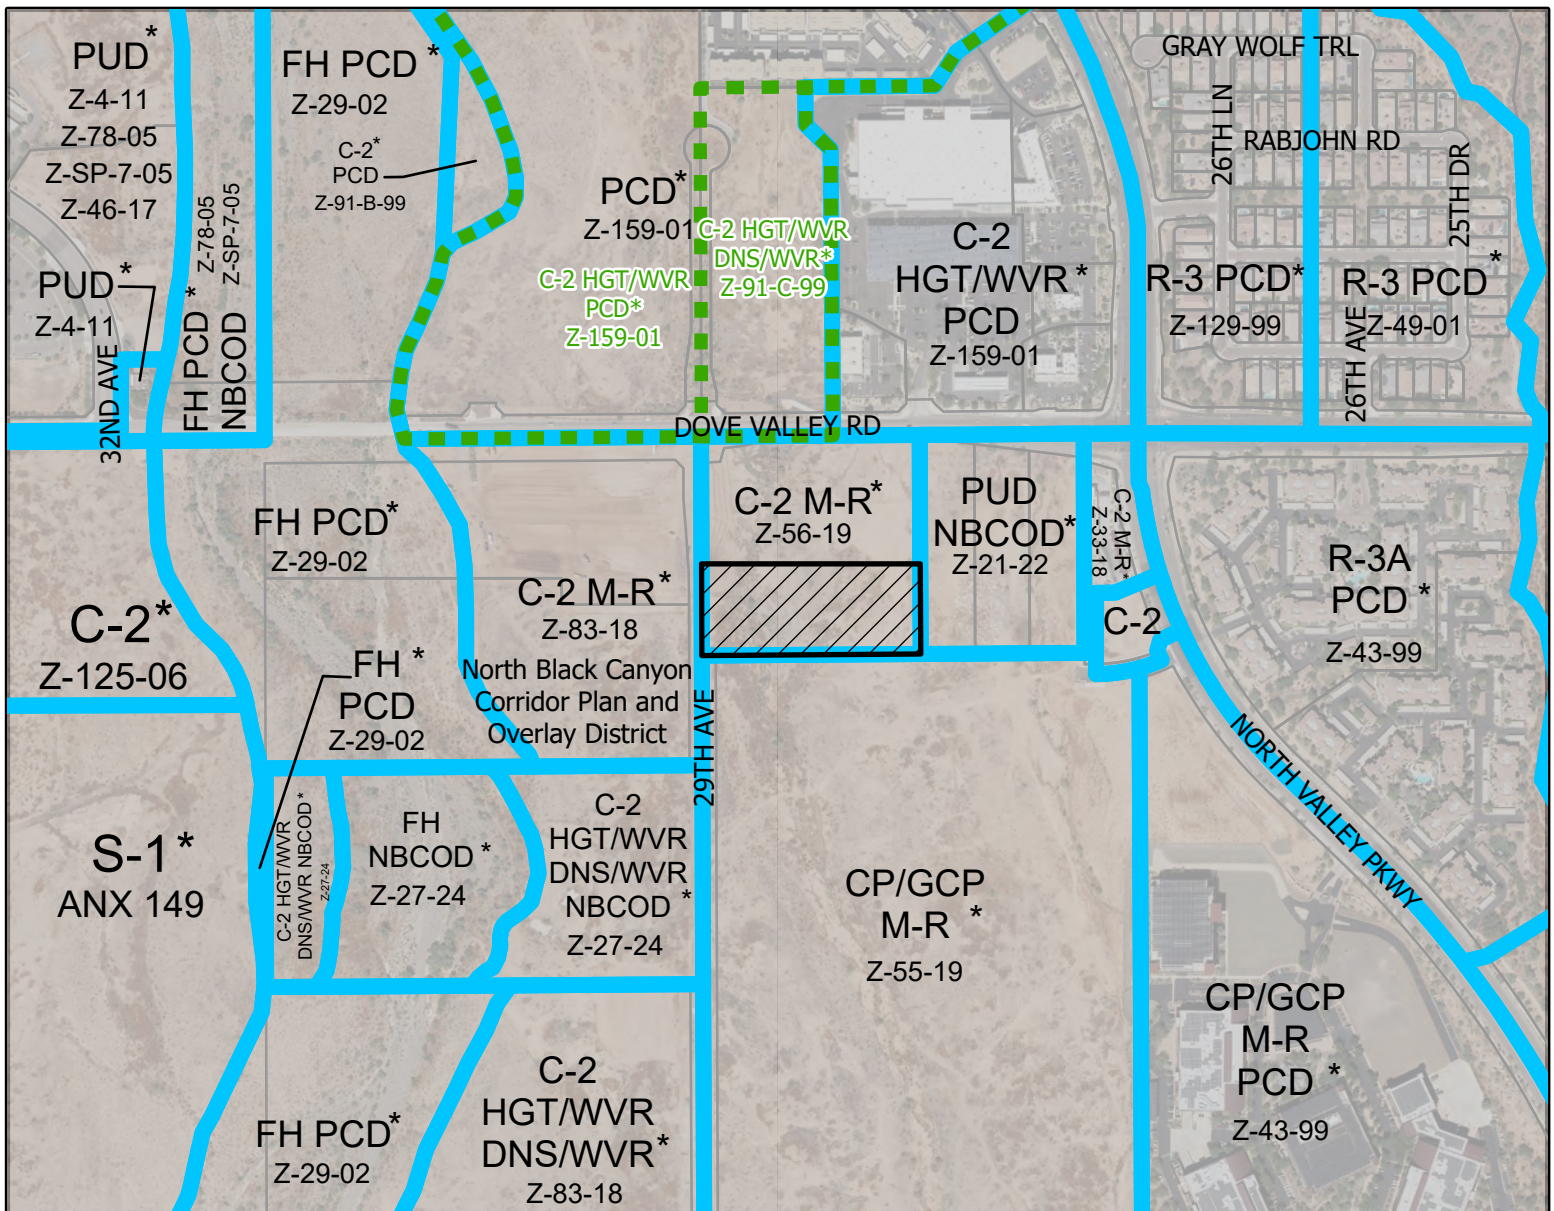 PUD*
Z-4-11
Z-78-05
Z-SP-7-05
Z-46-17
Z-78-05
Z-SP-7-05
FH PCD *
Z-29-02
C-2*
PCD
Z-91-B-99
PCD*
Z-159-01
C-2 HGT/WVR
PCD*
Z-159-01
C-2 HGT/WVR
DNS/WVR*
Z-91-C-99
C-2
HGT/WVR *
PCD
Z-159-01
GRAY WOLF TRL
26TH LN
RABJOHN RD
25TH DR
R-3 PCD*
Z-129-99
R-3 PCD*
Z-49-01
26TH AVE
PUD *
Z-4-11
32ND AVE
FH PCD *
NBCOD
DOVE VALLEY RD
FH PCD*
Z-29-02
C-2 M-R*
Z-56-19
PUD
NBCOD*
Z-21-22
C-2 M-R*
Z-33-18
C-2
R-3A
PCD *
Z-43-99
C-2*
Z-125-06
C-2 M-R*
Z-83-18
North Black Canyon
Corridor Plan and
Overlay District
FH *
PCD
Z-29-02
29TH AVE
NORTH VALLEY PKWY
S-1*
ANX 149
C-2 HGT/WVR
DNS/WVR NBCOD*
Z-27-24
FH
NBCOD *
Z-27-24
C-2
HGT/WVR
DNS/WVR
NBCOD *
Z-27-24
CP/GCP
M-R *
Z-55-19
CP/GCP
M-R
PCD *
Z-43-99
FH PCD*
Z-29-02
C-2
HGT/WVR
DNS/WVR*
Z-83-18